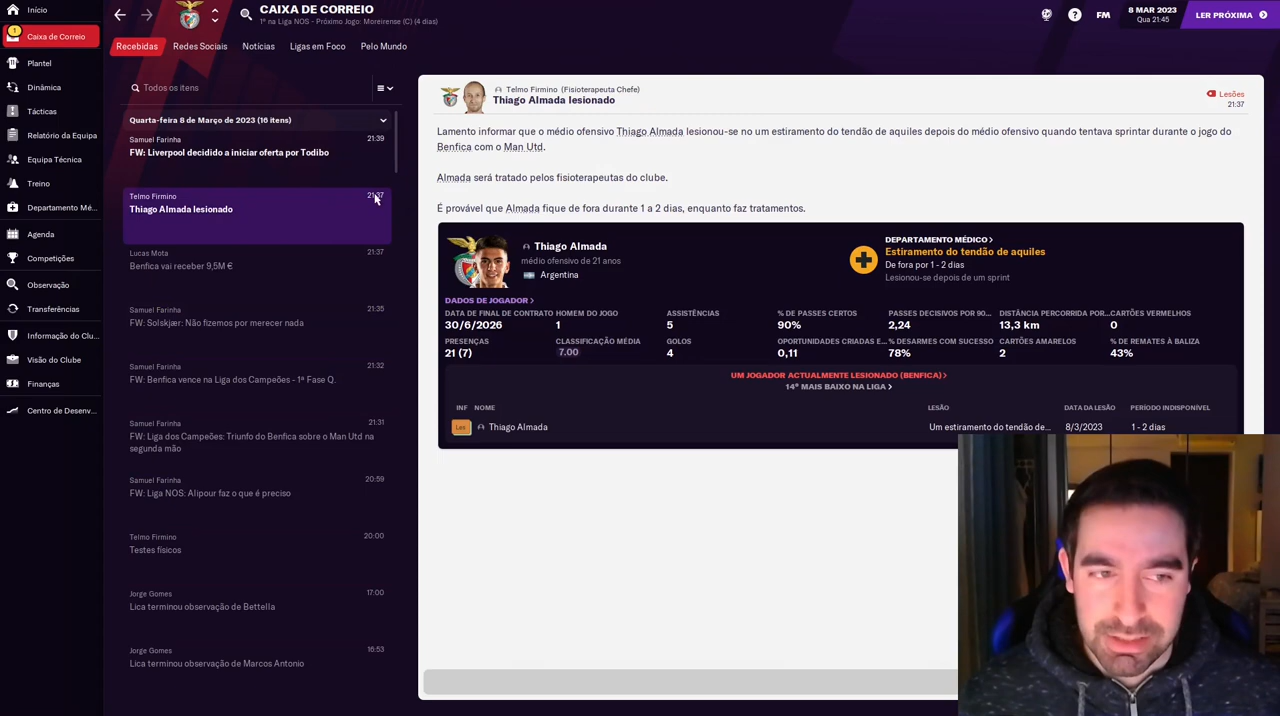 Início
1
Caixa de Correio
Plantel
Dinâmica
Tácticas
Relatório da Equipa
Equipa Técnica
Treino
Departamento Mé...
Agenda
Competições
Observação
Transferências
Informação do Clu...
Visão do Clube
Finanças
Centro de Desenv...
CAIXA DE CORREIO
1º na Liga NOS - Próximo Jogo: Moreirense (C) (4 dias)
FM
8 MAR 2023
Qua 21:45
LER PRÓXIMA
Recebidas
Redes Sociais
Notícias
Ligas em Foco
Pelo Mundo
Todos os itens
Quarta-feira 8 de Março de 2023 (16 itens)
Samuel Farinha 21:39
FW: Liverpool decidido a iniciar oferta por Todibo
Telmo Firmino 21:37
Thiago Almada lesionado
Lucas Mota 21:37
Benfica vai receber 9,5M €
Samuel Farinha 21:35
FW: Solskjær: Não fizemos por merecer nada
Samuel Farinha 21:32
FW: Benfica vence na Liga dos Campeões - 1ª Fase Q.
Samuel Farinha 21:31
FW: Liga dos Campeões: Triunfo do Benfica sobre o Man Utd na
segunda mão
Samuel Farinha 20:59
FW: Liga NOS: Alipour faz o que é preciso
Telmo Firmino 20:00
Testes físicos
Jorge Gomes 17:00
Lica terminou observação de Bettella
Jorge Gomes 16:53
Lica terminou observação de Marcos Antonio
Telmo Firmino (Fisioterapeuta Chefe)
Thiago Almada lesionado
Lesões
21:37
Lamento informar que o médio ofensivo Thiago Almada lesionou-se no um estiramento do tendão de aquiles depois do médio ofensivo quando tentava sprintar durante o jogo do
Benfica com o Man Utd.
Almada será tratado pelos fisioterapeutas do clube.
É provável que Almada fique de fora durante 1 a 2 dias, enquanto faz tratamentos.
Thiago Almada
médio ofensivo de 21 anos
Argentina
DEPARTAMENTO MÉDICO
Estiramento do tendão de aquiles
De fora por 1 - 2 dias
Lesionou-se depois de um sprint
DADOS DE JOGADOR
DATA DE FINAL DE CONTRATO HOMEM DO JOGO ASSISTÊNCIAS % DE PASSES CERTOS PASSES DECISIVOS POR 90... DISTÂNCIA PERCORRIDA POR... CARTÕES VERMELHOS
30/6/2026 1 5 90% 2,24 13,3 km 0
PRESENÇAS CLASSIFICAÇÃO MÉDIA GOLOS OPORTUNIDADES CRIADAS E... % DESARMES COM SUCESSO CARTÕES AMARELOS % DE REMATES À BALIZA
21 (7) 7.00 4 0,11 78% 2 43%
UM JOGADOR ACTUALMENTE LESIONADO (BENFICA)
14ª MAIS BAIXO NA LIGA
INF NOME LESÃO DATA DA LESÃO PERÍODO INDISPONÍVEL
Les Thiago Almada Um estiramento do tendão de... 8/3/2023 1 - 2 dias